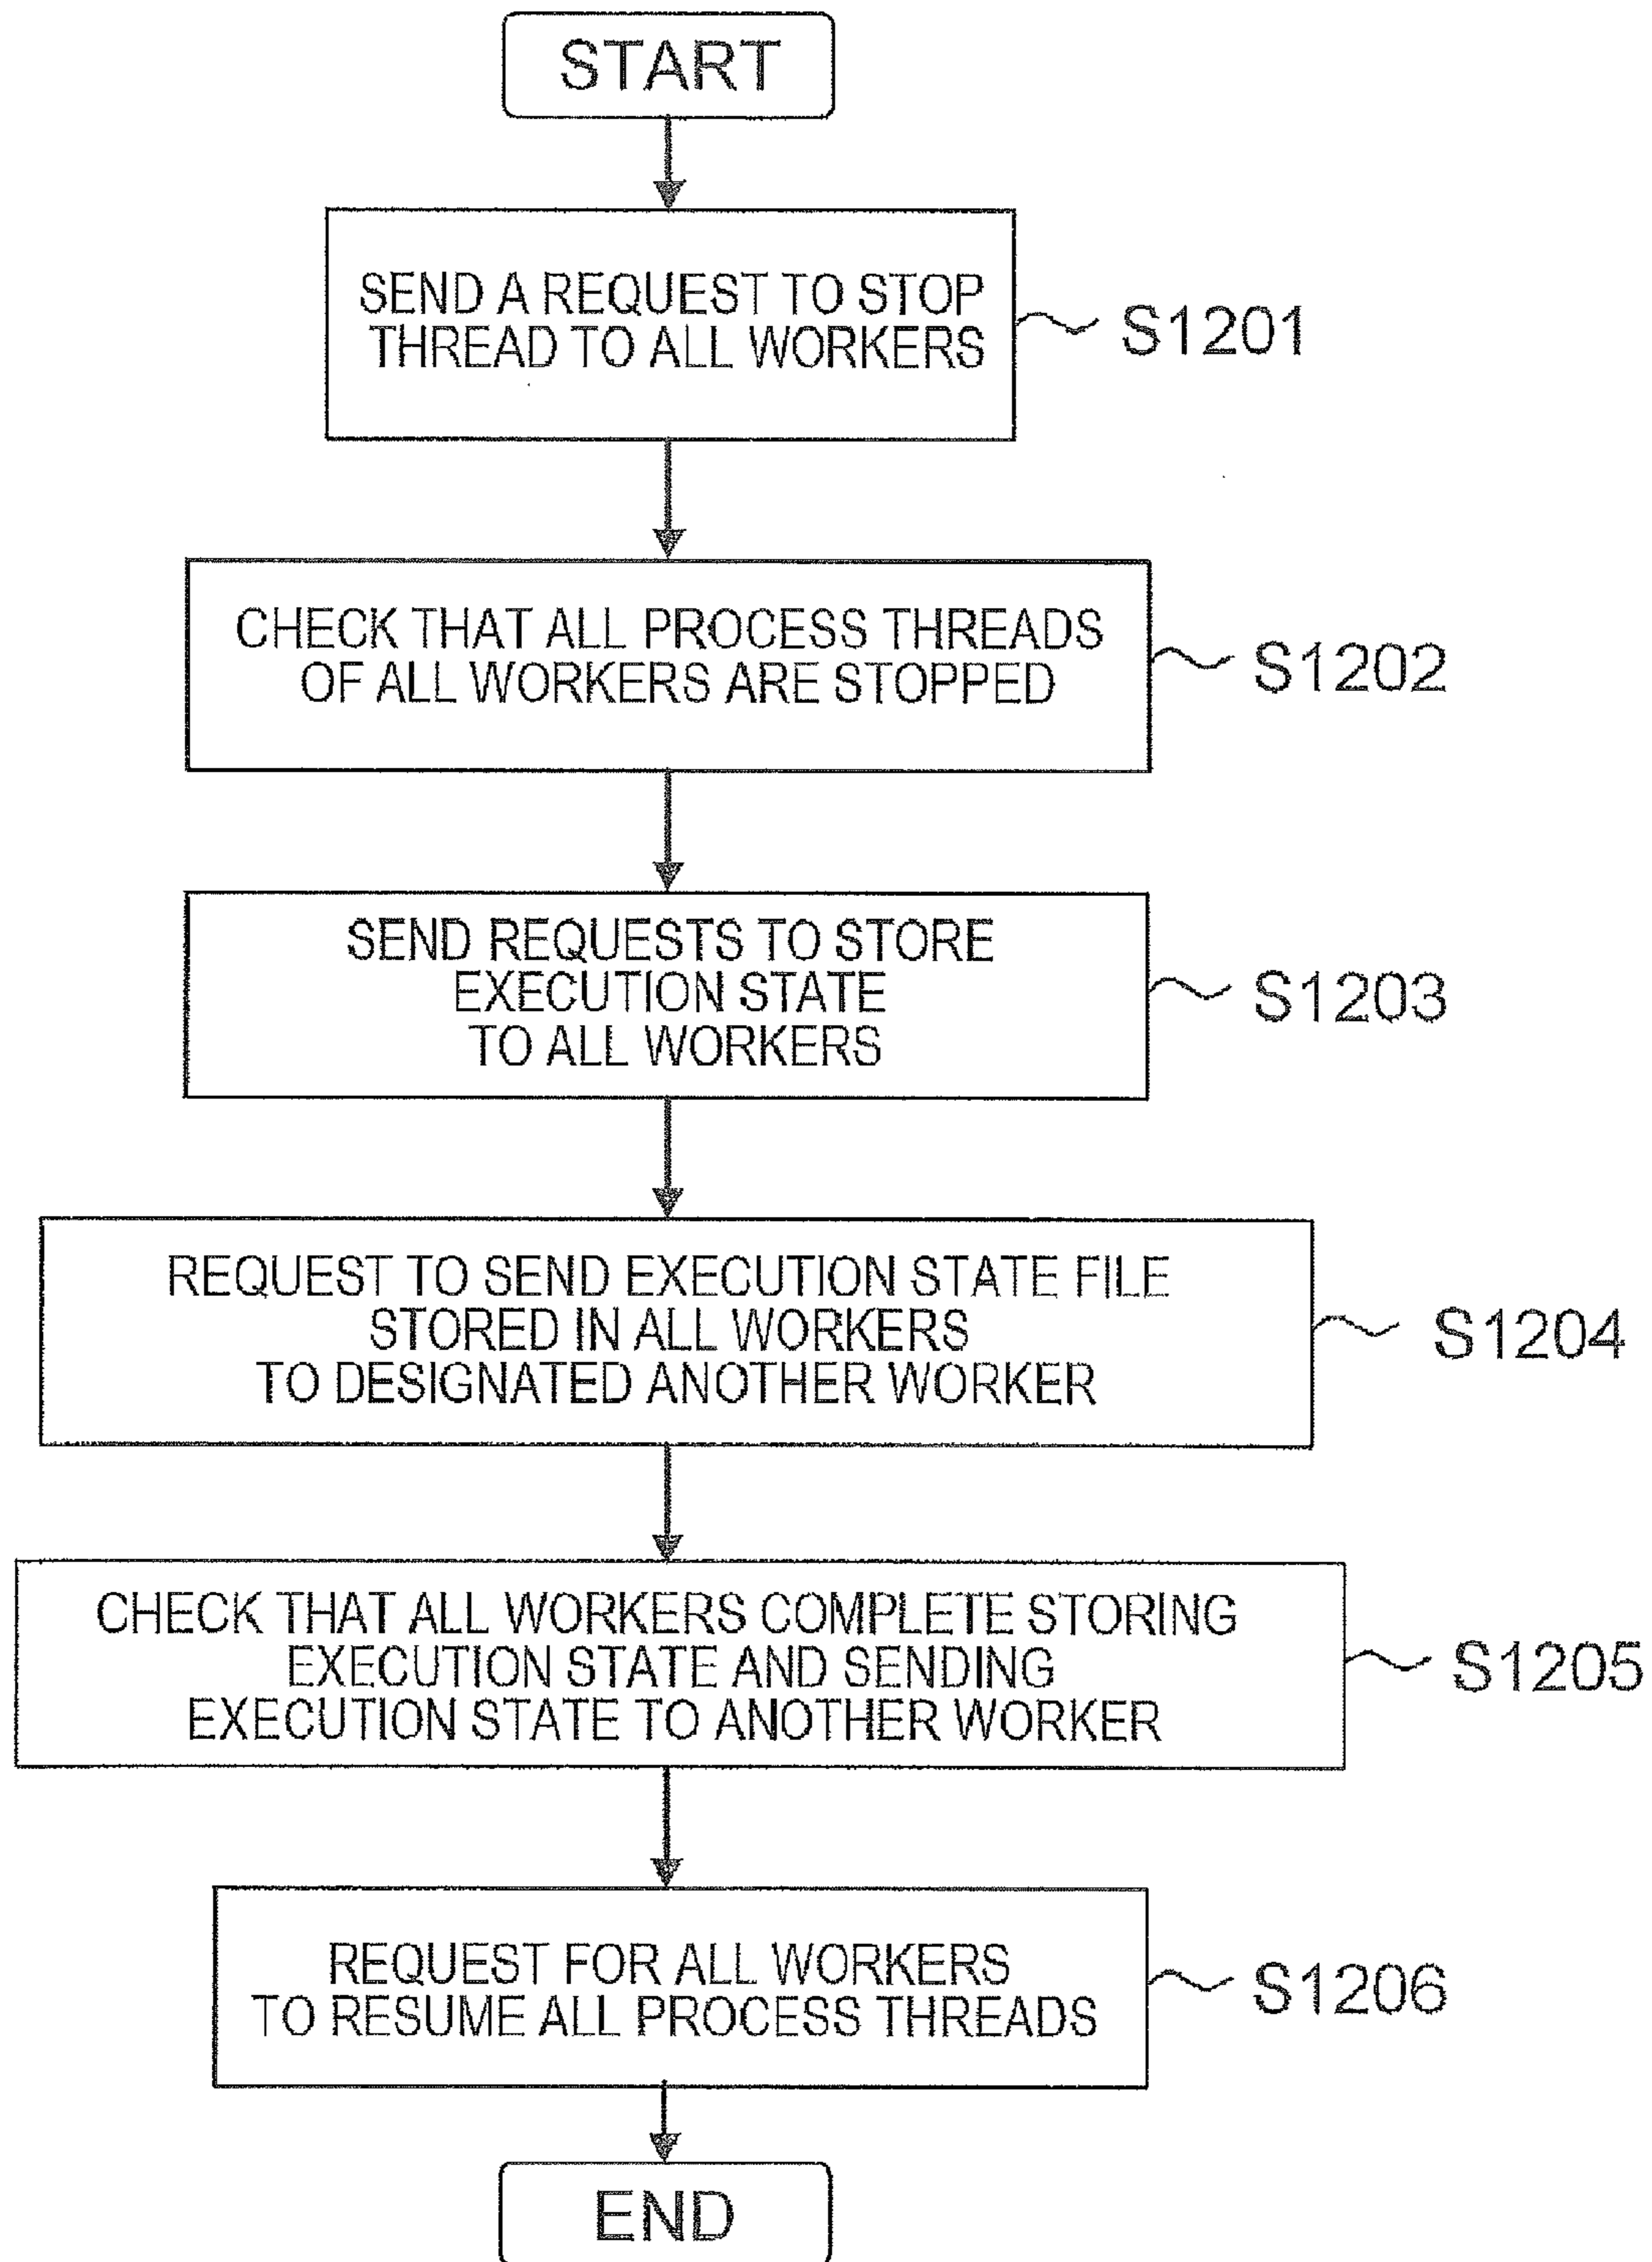 START
SEND A REQUEST TO STOP
THREAD TO ALL WORKERS
S1201
CHECK THAT ALL PROCESS THREADS
OF ALL WORKERS ARE STOPPED
S1202
SEND REQUESTS TO STORE
EXECUTION STATE
TO ALL WORKERS
S1203
REQUEST TO SEND EXECUTION STATE FILE
STORED IN ALL WORKERS
TO DESIGNATED ANOTHER WORKER
S1204
CHECK THAT ALL WORKERS COMPLETE STORING
EXECUTION STATE AND SENDING
EXECUTION STATE TO ANOTHER WORKER
S1205
REQUEST FOR ALL WORKERS
TO RESUME ALL PROCESS THREADS
S1206
END